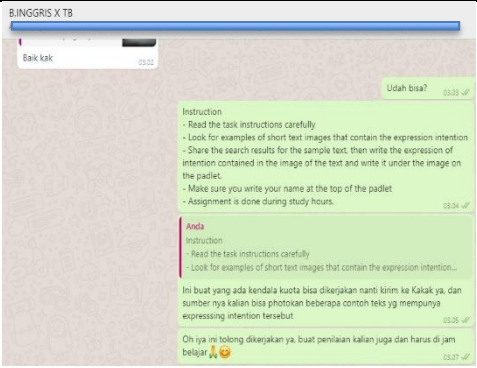 B.INGGRIS X TB
Baik kak
03.02
Udah bisa?
03.03
Instruction
- Read the task instructions carefully
- Look for examples of short text images that contain the expression intention
- Share the search results for the sample text, then write the expression of
intention contained in the image of the text and write it under the image on
the padlet.
- Make sure you write your name at the top of the padlet
- Assignment is done during study hours.
03.04
Anda
Instruction
- Read the task instructions carefully
- Look for examples of short text images that contain the expression intention...
Ini buat yang ada kendala kuota bisa dikerjakan nanti kirim ke Kakak ya, dan
sumber nya kalian bisa photokan beberapa contoh teks yg mempunya
expresssing intention tersebut
03.05
Oh iya ini tolong dikerjakan ya, buat penilaian kalian juga dan harus di jam
belajar🙏😊
03.07